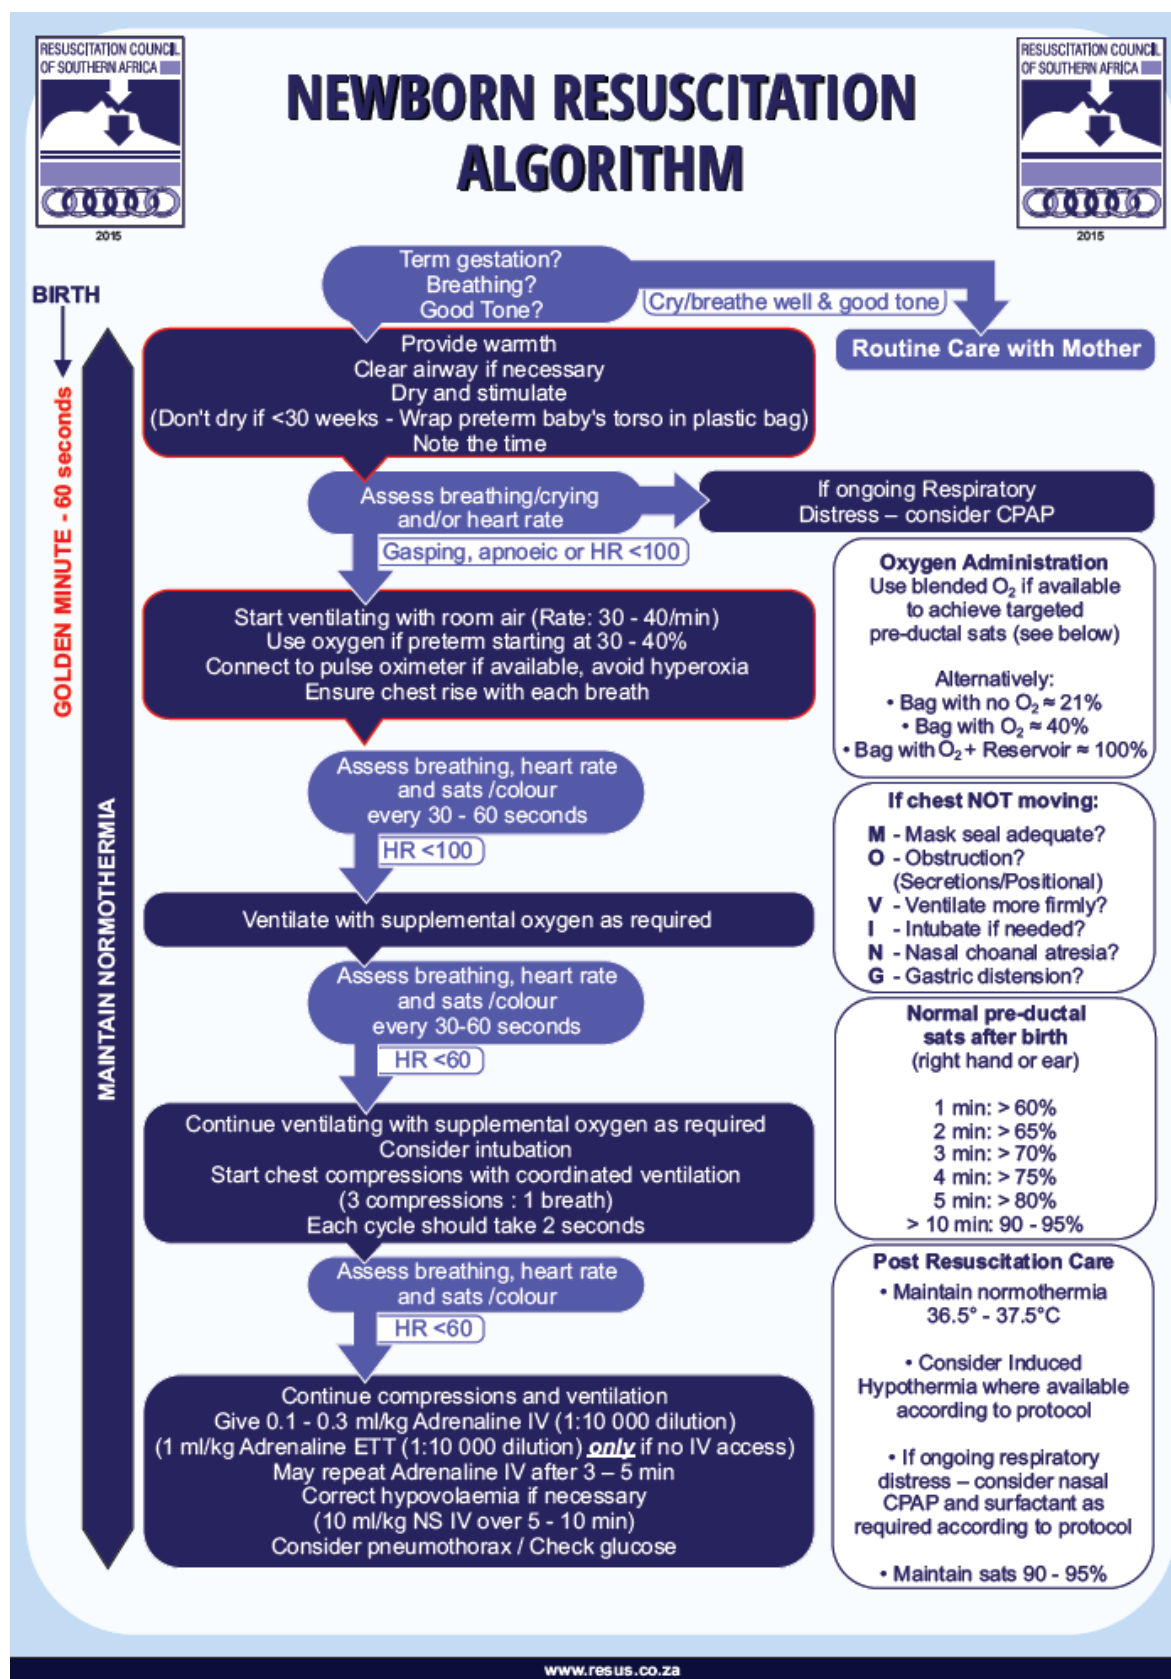 RESUSCITATION COUNCIL
OF SOUTHERN AFRICA
2015
RESUSCITATION COUNCIL
OF SOUTHERN AFRICA
2015
NEWBORN RESUSCITATION
ALGORITHM
BIRTH
GOLDEN MINUTE - 60 seconds
MAINTAIN NORMOTHERMIA
Term gestation?
Breathing?
Good Tone?
Cry/breathe well & good tone
Routine Care with Mother
Provide warmth
Clear airway if necessary
Dry and stimulate
(Don't dry if <30 weeks - Wrap preterm baby's torso in plastic bag)
Note the time
Assess breathing/crying
and/or heart rate
If ongoing Respiratory
Distress – consider CPAP
Gasping, apnoeic or HR <100
Start ventilating with room air (Rate: 30 - 40/min)
Use oxygen if preterm starting at 30 - 40%
Connect to pulse oximeter if available, avoid hyperoxia
Ensure chest rise with each breath
Assess breathing, heart rate
and sats /colour
every 30 - 60 seconds
HR <100
Ventilate with supplemental oxygen as required
Assess breathing, heart rate
and sats /colour
every 30-60 seconds
HR <60
Continue ventilating with supplemental oxygen as required
Consider intubation
Start chest compressions with coordinated ventilation
(3 compressions : 1 breath)
Each cycle should take 2 seconds
Assess breathing, heart rate
and sats /colour
HR <60
Continue compressions and ventilation
Give 0.1 - 0.3 ml/kg Adrenaline IV (1:10 000 dilution)
(1 ml/kg Adrenaline ETT (1:10 000 dilution) only if no IV access)
May repeat Adrenaline IV after 3 – 5 min
Correct hypovolaemia if necessary
(10 ml/kg NS IV over 5 - 10 min)
Consider pneumothorax / Check glucose
Oxygen Administration
Use blended O₂ if available
to achieve targeted
pre-ductal sats (see below)
Alternatively:
• Bag with no O₂ ≈ 21%
• Bag with O₂ ≈ 40%
• Bag with O₂ + Reservoir ≈ 100%
If chest NOT moving:
M - Mask seal adequate?
O - Obstruction?
(Secretions/Positional)
V - Ventilate more firmly?
I - Intubate if needed?
N - Nasal choanal atresia?
G - Gastric distension?
Normal pre-ductal
sats after birth
(right hand or ear)
1 min: > 60%
2 min: > 65%
3 min: > 70%
4 min: > 75%
5 min: > 80%
> 10 min: 90 - 95%
Post Resuscitation Care
• Maintain normothermia
36.5° - 37.5°C
• Consider Induced
Hypothermia where available
according to protocol
• If ongoing respiratory
distress – consider nasal
CPAP and surfactant as
required according to protocol
• Maintain sats 90 - 95%
www.resus.co.za